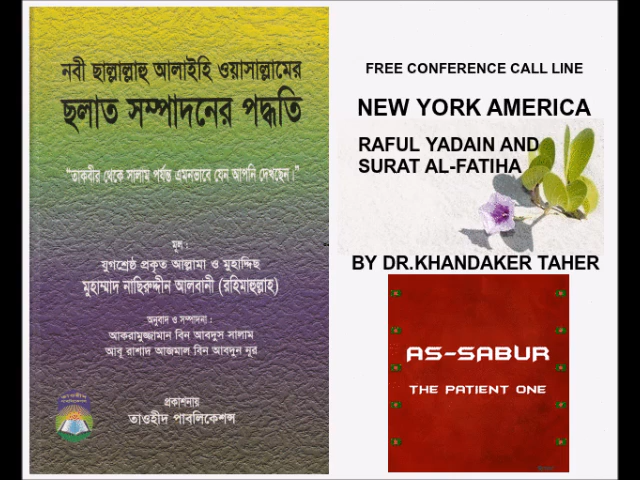 নবী ছাল্লাল্লাহু আলাইহি ওয়াসাল্লামের
ছলাত সম্পাদনের পদ্ধতি
“তাকবীর থেকে সালাম পর্যন্ত এমনভাবে যেন আপনি দেখছেন।”
মূল :
যুগশ্রেষ্ঠ প্রকৃত আল্লামা ও মুহাদ্দিছ
মুহাম্মাদ নাছিরুদ্দীন আলবানী (রহিমাহুল্লাহ)
অনুবাদ ও সম্পাদনা :
আকরামুজ্জামান বিন আবদুস সালাম
আবূ রাশাদ আজমাল বিন আবদুন নূর
প্রকাশনায়
তাওহীদ পাবলিকেশন্স
FREE CONFERENCE CALL LINE
NEW YORK AMERICA
RAFUL YADAIN AND
SURAT AL-FATIHA
BY DR.KHANDAKER TAHER
AS-SABUR
THE PATIENT ONE